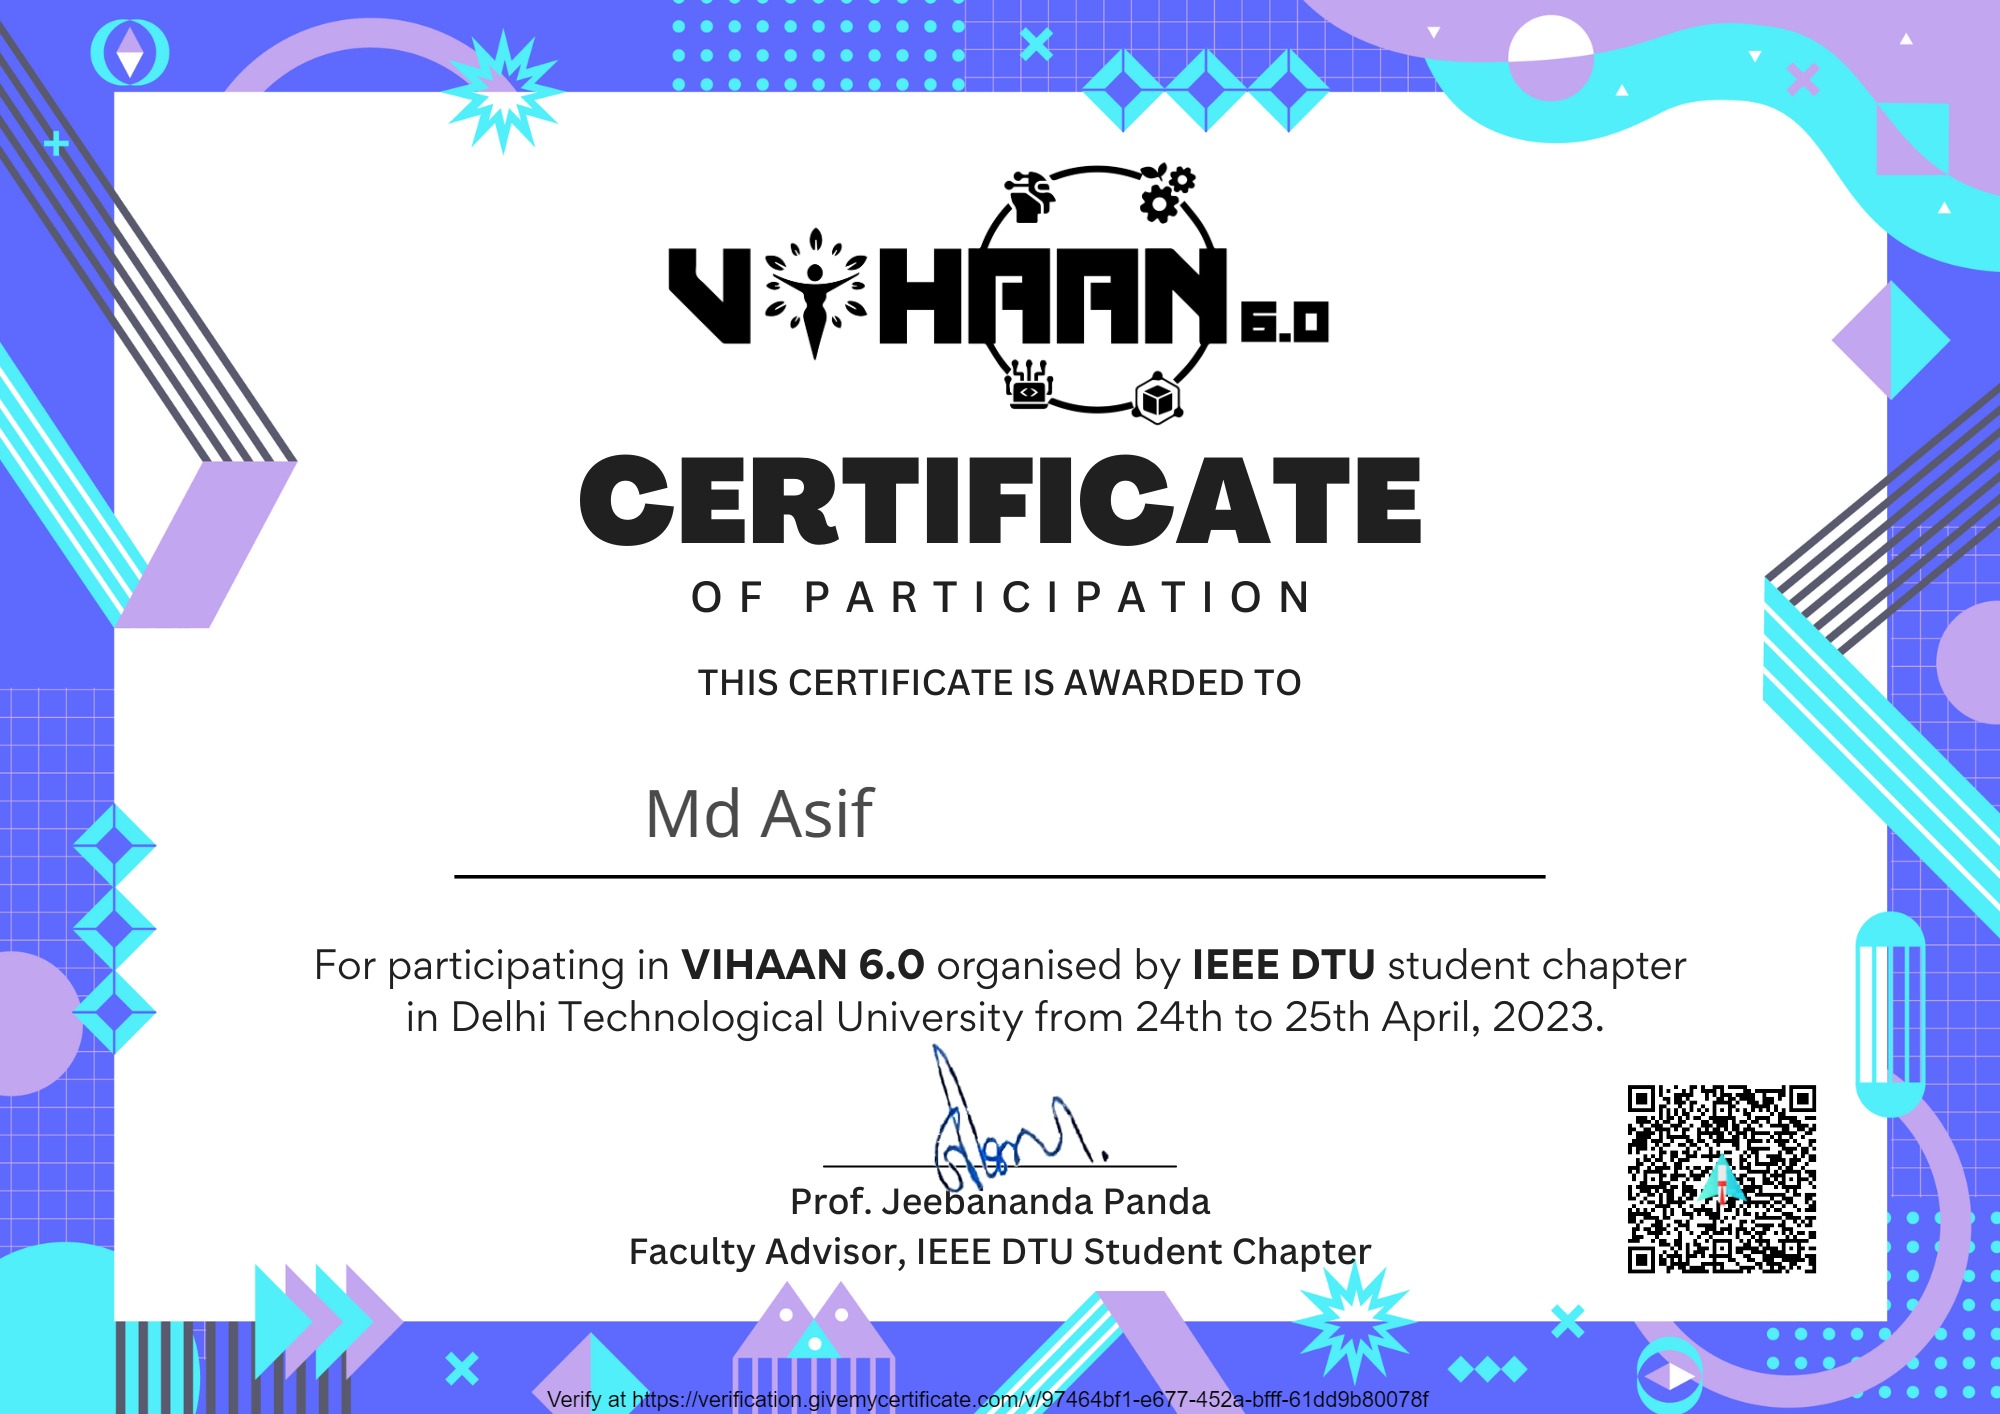 VIHAAN 6.0
CERTIFICATE
OF PARTICIPATION
THIS CERTIFICATE IS AWARDED TO
Md Asif
For participating in VIHAAN 6.0 organised by IEEE DTU student chapter
in Delhi Technological University from 24th to 25th April, 2023.
Prof. Jeebananda Panda
Faculty Advisor, IEEE DTU Student Chapter
Verify at https://verification.givemycertificate.com/v/97464bf1-e677-452a-bfff-61dd9b80078f